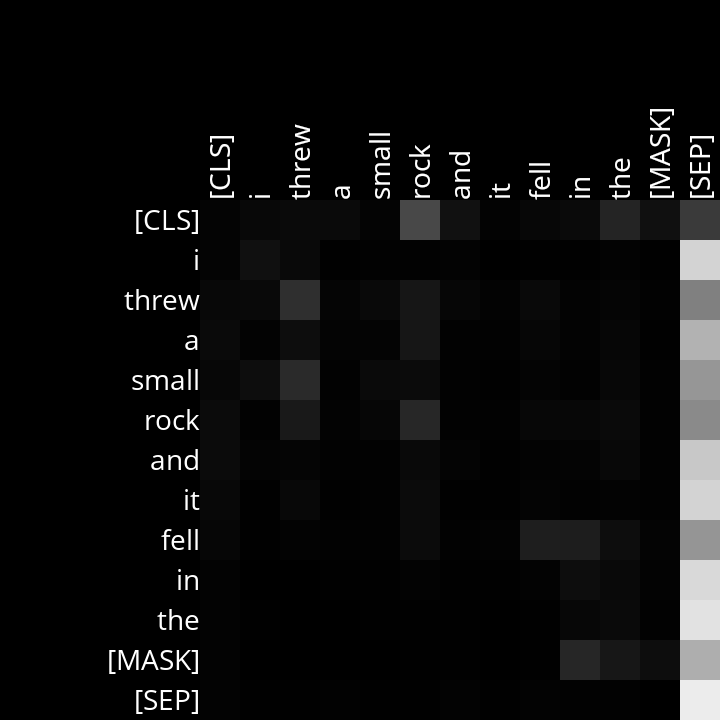 [CLS] i threw a small rock and it fell in the [MASK] [SEP]
[CLS]
i
threw
a
small
rock
and
it
fell
in
the
[MASK]
[SEP]